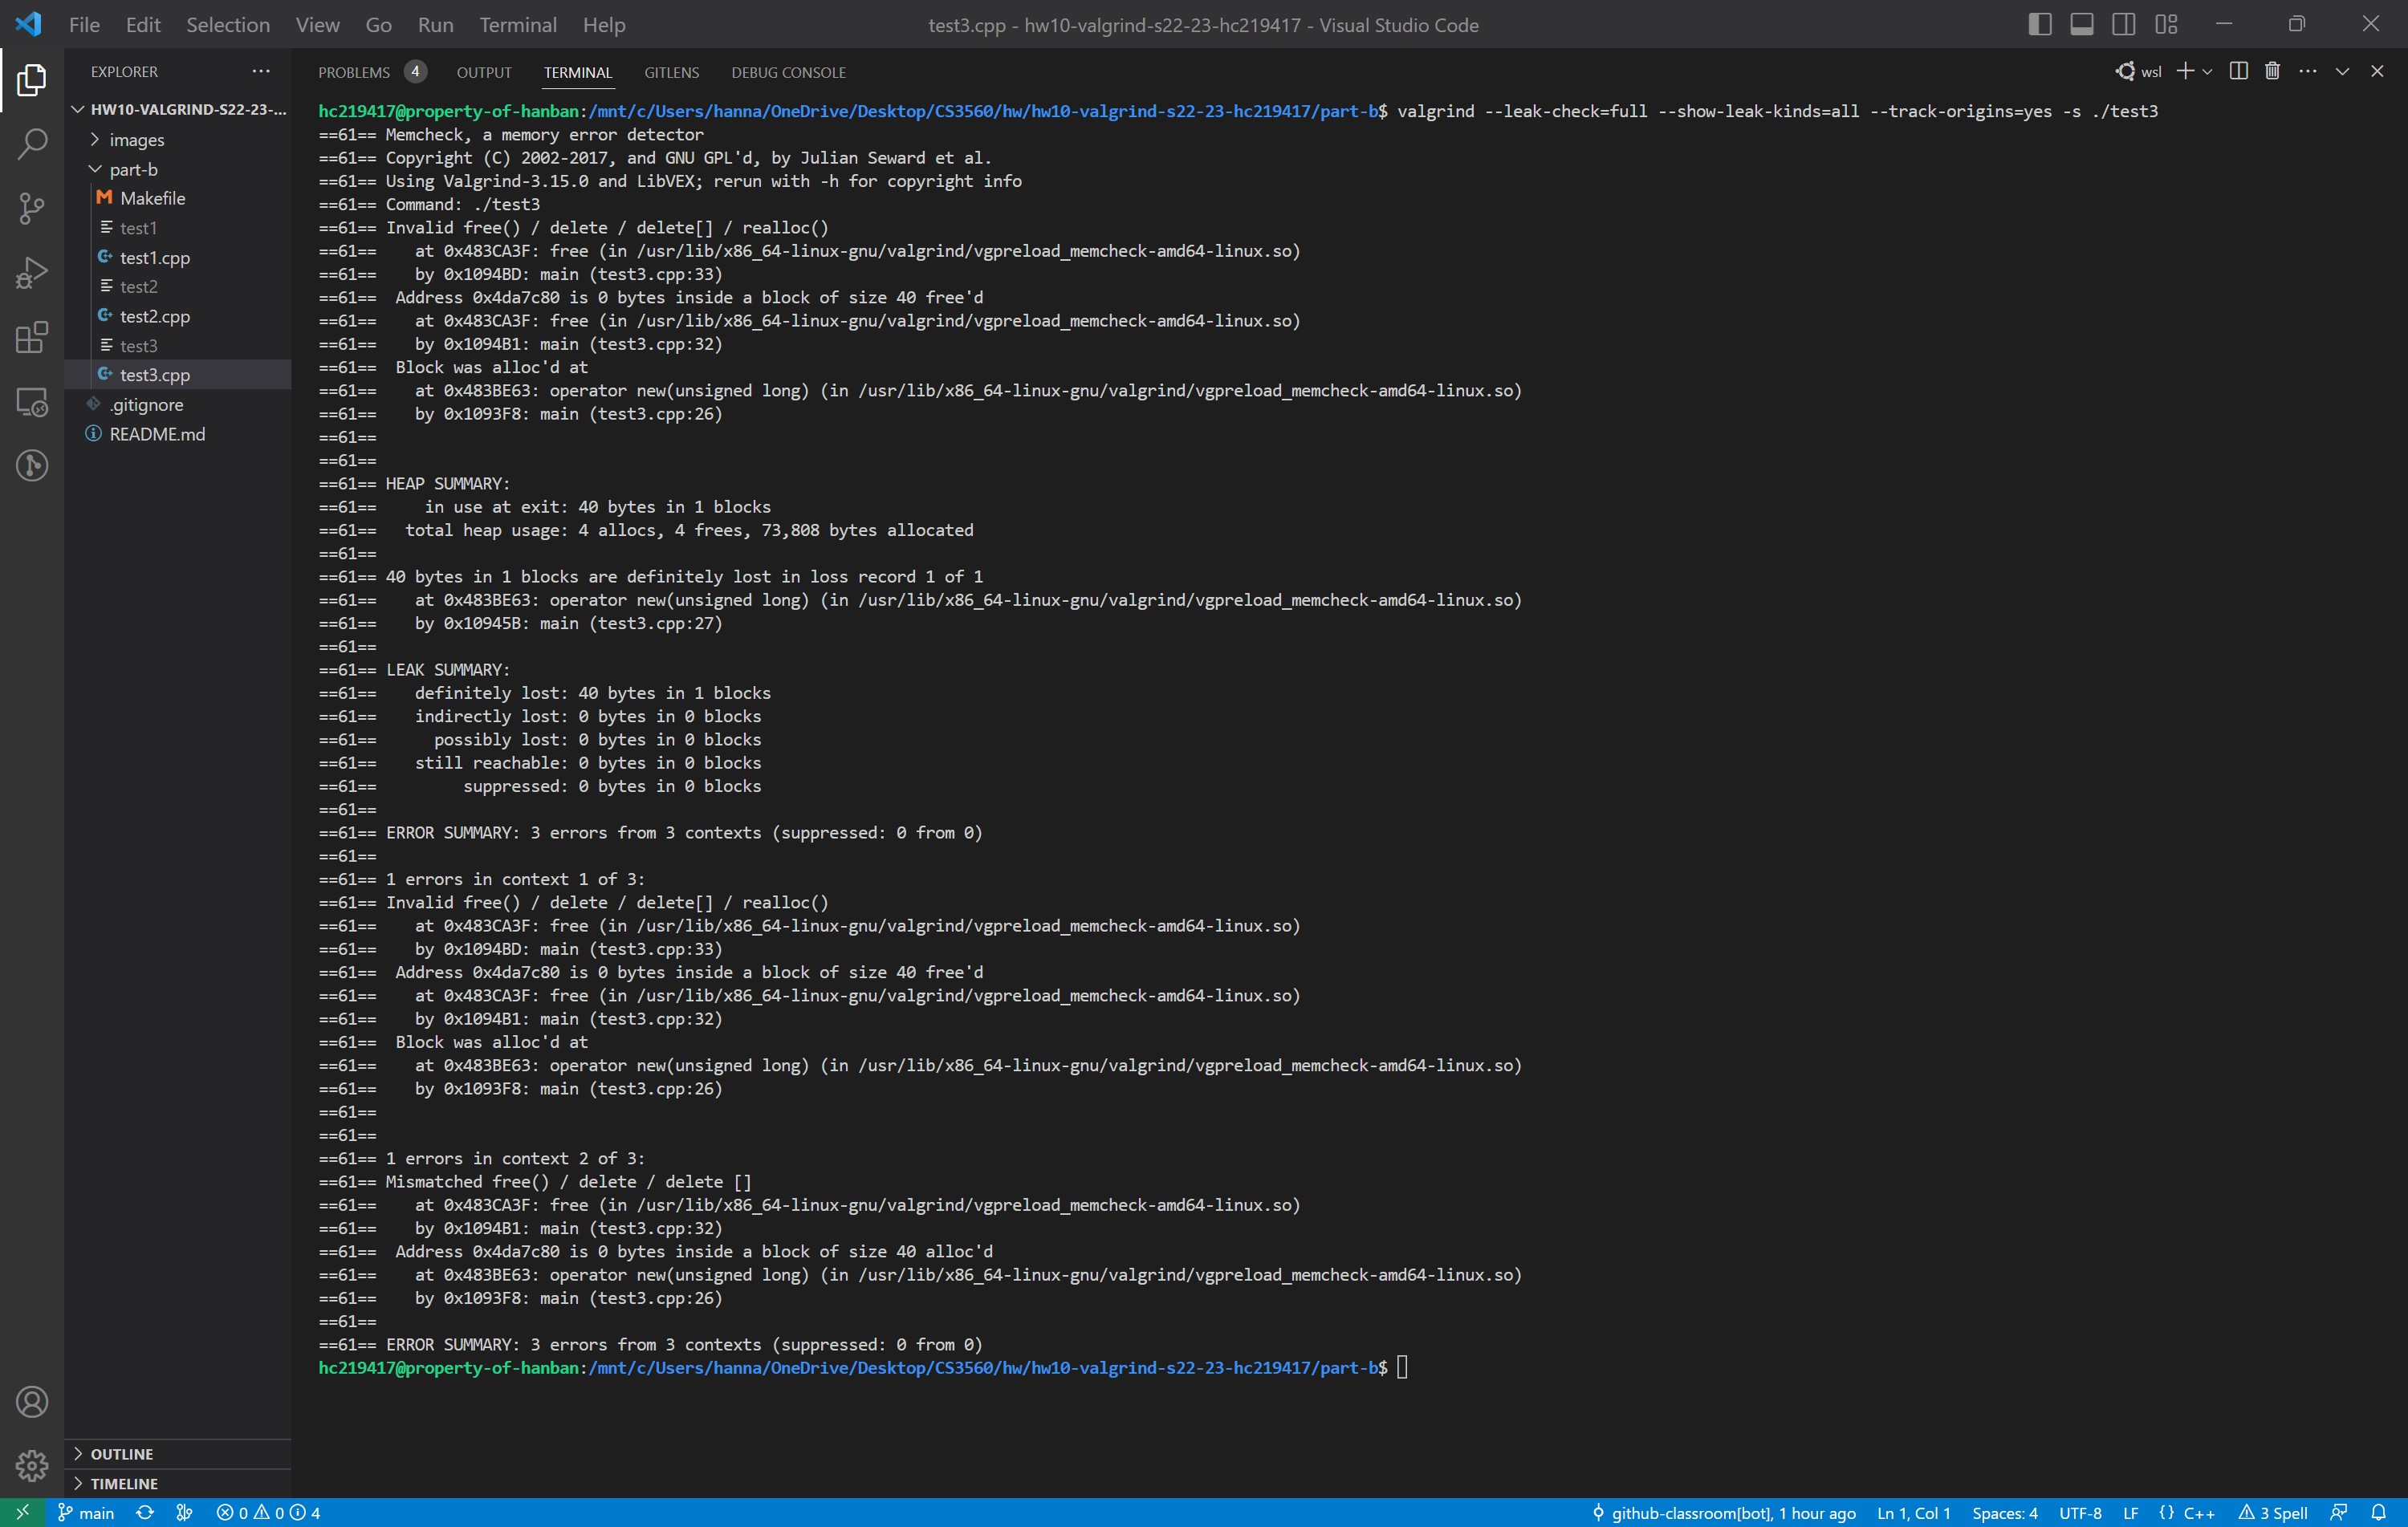 File Edit Selection View Go Run Terminal Help
test3.cpp - hw10-valgrind-s22-23-hc219417 - Visual Studio Code
EXPLORER ...
HW10-VALGRIND-S22-23-...
images
part-b
Makefile
test1
test1.cpp
test2
test2.cpp
test3
test3.cpp
.gitignore
README.md
OUTLINE
TIMELINE
PROBLEMS 4 OUTPUT TERMINAL GITLENS DEBUG CONSOLE
wsl
hc219417@property-of-hanban:/mnt/c/Users/hanna/OneDrive/Desktop/CS3560/hw/hw10-valgrind-s22-23-hc219417/part-b$ valgrind --leak-check=full --show-leak-kinds=all --track-origins=yes -s ./test3
==61== Memcheck, a memory error detector
==61== Copyright (C) 2002-2017, and GNU GPL'd, by Julian Seward et al.
==61== Using Valgrind-3.15.0 and LibVEX; rerun with -h for copyright info
==61== Command: ./test3
==61== Invalid free() / delete / delete[] / realloc()
==61==    at 0x483CA3F: free (in /usr/lib/x86_64-linux-gnu/valgrind/vgpreload_memcheck-amd64-linux.so)
==61==    by 0x1094BD: main (test3.cpp:33)
==61==  Address 0x4da7c80 is 0 bytes inside a block of size 40 free'd
==61==    at 0x483CA3F: free (in /usr/lib/x86_64-linux-gnu/valgrind/vgpreload_memcheck-amd64-linux.so)
==61==    by 0x1094B1: main (test3.cpp:32)
==61==  Block was alloc'd at
==61==    at 0x483BE63: operator new(unsigned long) (in /usr/lib/x86_64-linux-gnu/valgrind/vgpreload_memcheck-amd64-linux.so)
==61==    by 0x1093F8: main (test3.cpp:26)
==61==
==61==
==61== HEAP SUMMARY:
==61==     in use at exit: 40 bytes in 1 blocks
==61==   total heap usage: 4 allocs, 4 frees, 73,808 bytes allocated
==61==
==61== 40 bytes in 1 blocks are definitely lost in loss record 1 of 1
==61==    at 0x483BE63: operator new(unsigned long) (in /usr/lib/x86_64-linux-gnu/valgrind/vgpreload_memcheck-amd64-linux.so)
==61==    by 0x10945B: main (test3.cpp:27)
==61==
==61== LEAK SUMMARY:
==61==    definitely lost: 40 bytes in 1 blocks
==61==    indirectly lost: 0 bytes in 0 blocks
==61==      possibly lost: 0 bytes in 0 blocks
==61==    still reachable: 0 bytes in 0 blocks
==61==         suppressed: 0 bytes in 0 blocks
==61==
==61== ERROR SUMMARY: 3 errors from 3 contexts (suppressed: 0 from 0)
==61==
==61== 1 errors in context 1 of 3:
==61== Invalid free() / delete / delete[] / realloc()
==61==    at 0x483CA3F: free (in /usr/lib/x86_64-linux-gnu/valgrind/vgpreload_memcheck-amd64-linux.so)
==61==    by 0x1094BD: main (test3.cpp:33)
==61==  Address 0x4da7c80 is 0 bytes inside a block of size 40 free'd
==61==    at 0x483CA3F: free (in /usr/lib/x86_64-linux-gnu/valgrind/vgpreload_memcheck-amd64-linux.so)
==61==    by 0x1094B1: main (test3.cpp:32)
==61==  Block was alloc'd at
==61==    at 0x483BE63: operator new(unsigned long) (in /usr/lib/x86_64-linux-gnu/valgrind/vgpreload_memcheck-amd64-linux.so)
==61==    by 0x1093F8: main (test3.cpp:26)
==61==
==61==
==61== 1 errors in context 2 of 3:
==61== Mismatched free() / delete / delete []
==61==    at 0x483CA3F: free (in /usr/lib/x86_64-linux-gnu/valgrind/vgpreload_memcheck-amd64-linux.so)
==61==    by 0x1094B1: main (test3.cpp:32)
==61==  Address 0x4da7c80 is 0 bytes inside a block of size 40 alloc'd
==61==    at 0x483BE63: operator new(unsigned long) (in /usr/lib/x86_64-linux-gnu/valgrind/vgpreload_memcheck-amd64-linux.so)
==61==    by 0x1093F8: main (test3.cpp:26)
==61==
==61== ERROR SUMMARY: 3 errors from 3 contexts (suppressed: 0 from 0)
hc219417@property-of-hanban:/mnt/c/Users/hanna/OneDrive/Desktop/CS3560/hw/hw10-valgrind-s22-23-hc219417/part-b$
main 0 0 4 github-classroom[bot], 1 hour ago Ln 1, Col 1 Spaces: 4 UTF-8 LF {} C++ 3 Spell